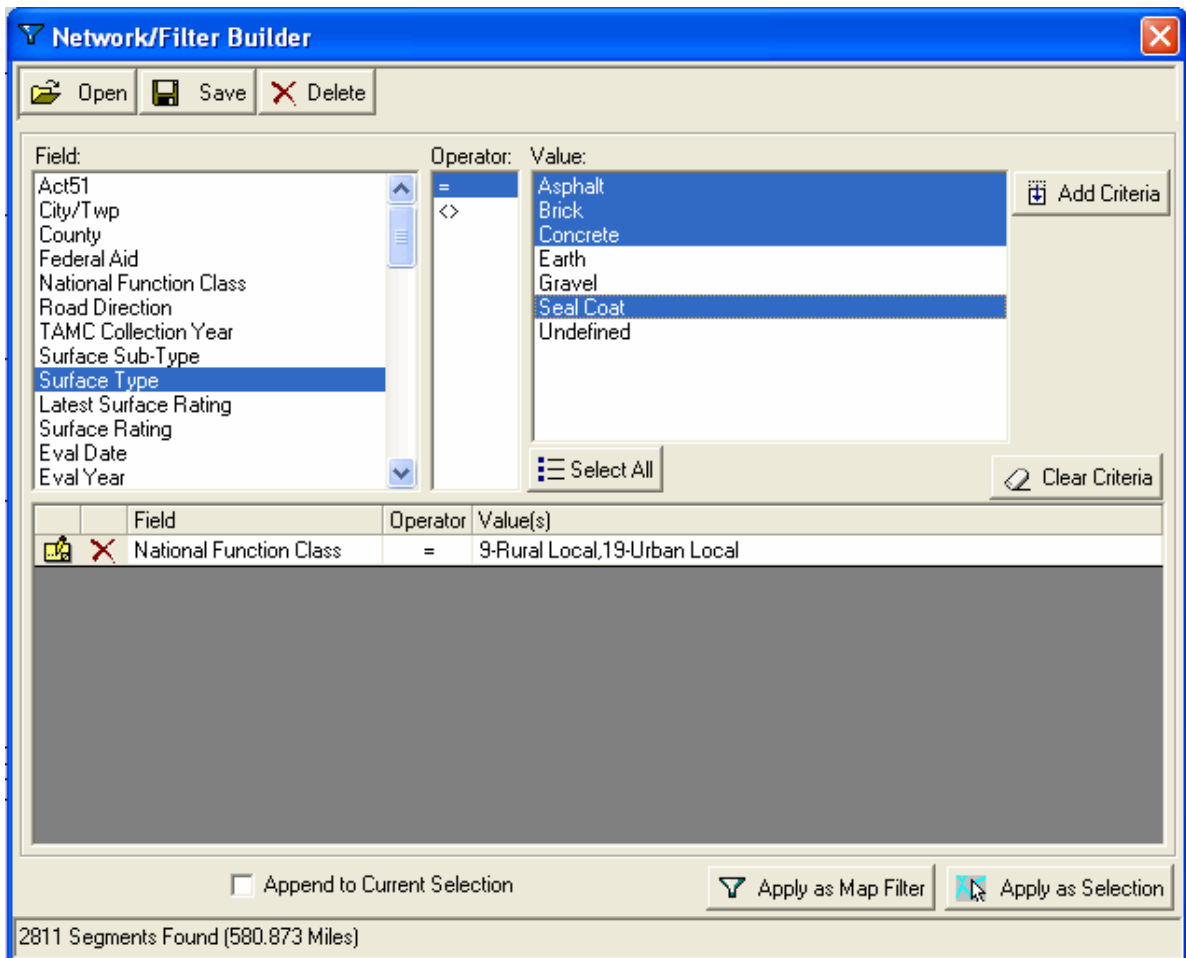 Network/Filter Builder
Open Save Delete
Field: Operator: Value:
Act51
City/Twp
County
Federal Aid
National Function Class
Road Direction
TAMC Collection Year
Surface Sub-Type
Surface Type
Latest Surface Rating
Surface Rating
Eval Date
Eval Year
=
<>
Asphalt
Brick
Concrete
Earth
Gravel
Seal Coat
Undefined
Add Criteria
Select All
Clear Criteria
Field Operator Value(s)
National Function Class = 9-Rural Local,19-Urban Local
Append to Current Selection
Apply as Map Filter
Apply as Selection
2811 Segments Found (580.873 Miles)